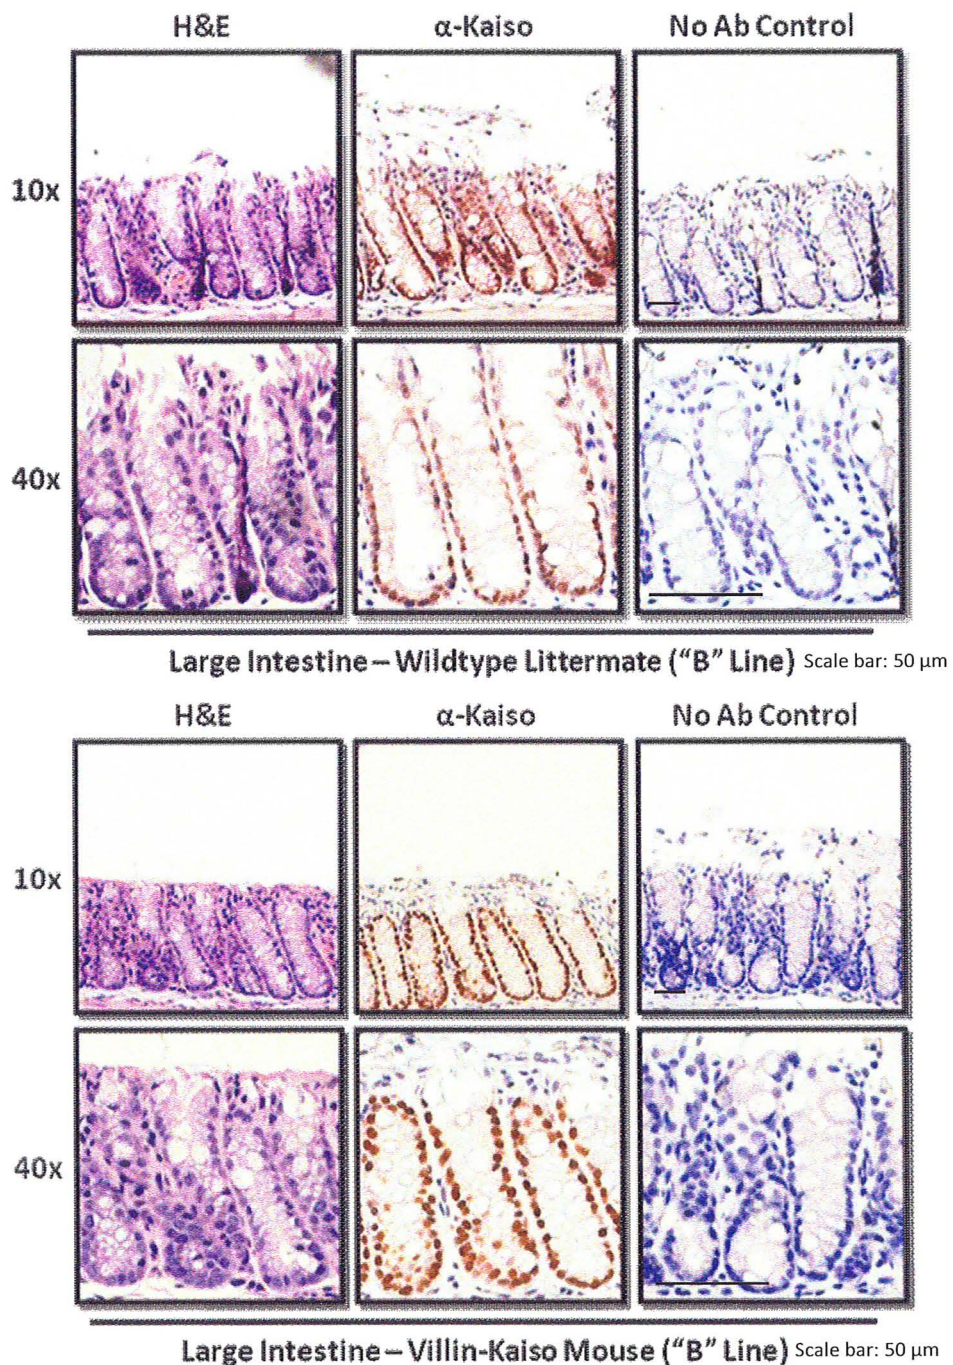 H&E α-Kaiso No Ab Control
10x
40x
Large Intestine – Wildtype Littermate (“B” Line) Scale bar: 50 µm
H&E α-Kaiso No Ab Control
10x
40x
Large Intestine – Villin-Kaiso Mouse (“B” Line) Scale bar: 50 µm